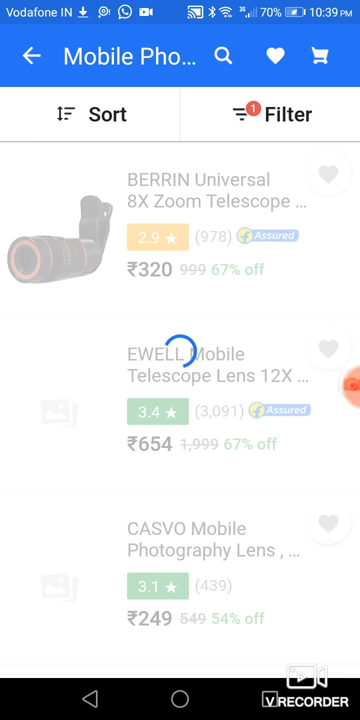 Vodafone IN 3G 70% 10:39 PM
Mobile Pho...
Sort 1 Filter
BERRIN Universal
8X Zoom Telescope ...
2.9 ★ (978) Assured
₹320 999 67% off
EWELL Mobile
Telescope Lens 12X ...
3.4 ★ (3,091) Assured
₹654 1,999 67% off
CASVO Mobile
Photography Lens , ...
3.1 ★ (439)
₹249 549 54% off
V RECORDER